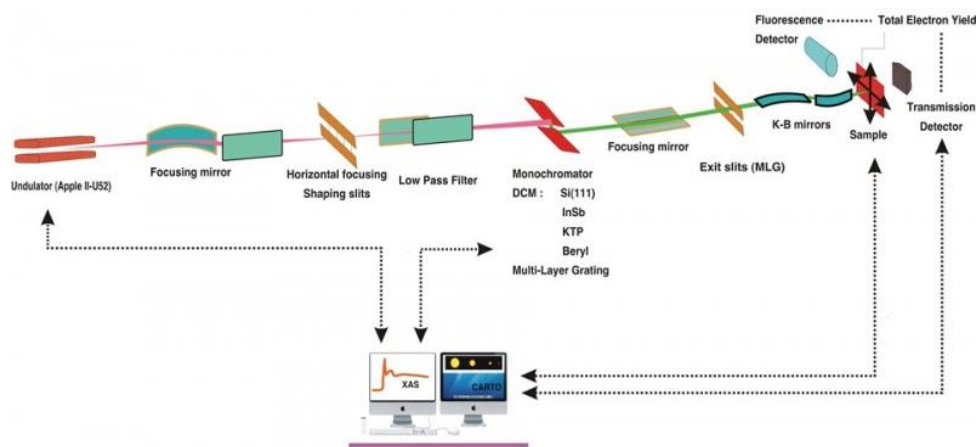 Fluorescence
Total Electron Yield
Detector
Transmission
Detector
K-B mirrors
Sample
Exit slits (MLG)
Focusing mirror
Monochromator
DCM : Si(111)
InSb
KTP
Beryl
Multi-Layer Grating
Low Pass Filter
Horizontal focusing
Shaping slits
Focusing mirror
Undulator (Apple II-U52)
XAS
CARTO